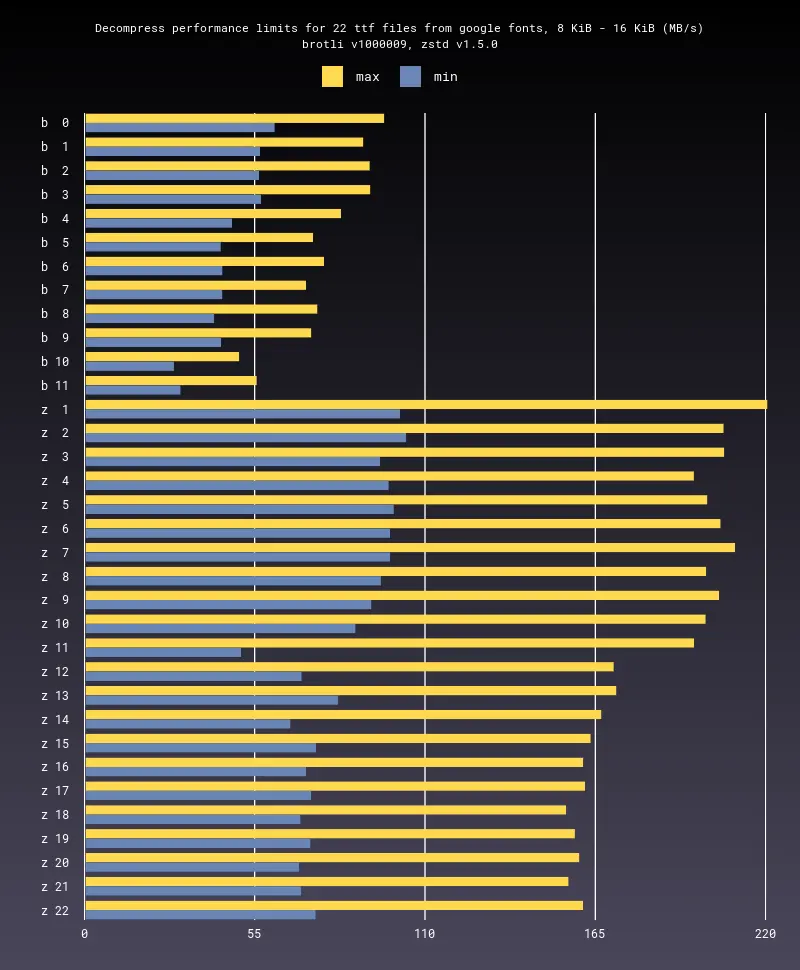 Decompress performance limits for 22 ttf files from google fonts, 8 KiB - 16 KiB (MB/s)
brotli v1000009, zstd v1.5.0
max min
b 0
b 1
b 2
b 3
b 4
b 5
b 6
b 7
b 8
b 9
b 10
b 11
z 1
z 2
z 3
z 4
z 5
z 6
z 7
z 8
z 9
z 10
z 11
z 12
z 13
z 14
z 15
z 16
z 17
z 18
z 19
z 20
z 21
z 22
0 55 110 165 220